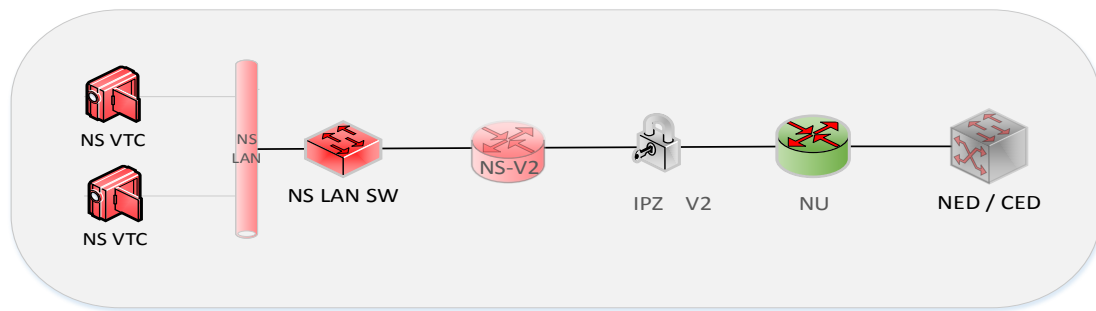 NS VTC
NS VTC
NS
LAN
NS LAN SW
NS-V2
IPZ V2
NU
NED / CED